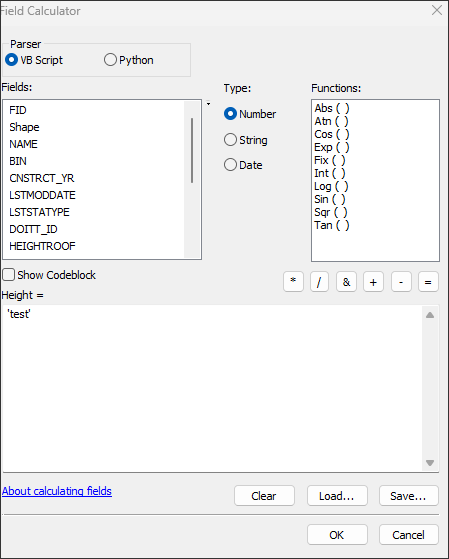 Field Calculator
Parser
VB Script
Python
Fields:
Type:
Functions:
FID
Shape
NAME
BIN
CNSTRCT_YR
LSTMODDATE
LSTSTATYPE
DOITT_ID
HEIGHTROOF
Number
String
Date
Abs ( )
Atn ( )
Cos ( )
Exp ( )
Fix ( )
Int ( )
Log ( )
Sin ( )
Sqr ( )
Tan ( )
Show Codeblock
* / & + - =
Height =
'test'
About calculating fields
Clear
Load...
Save...
OK
Cancel